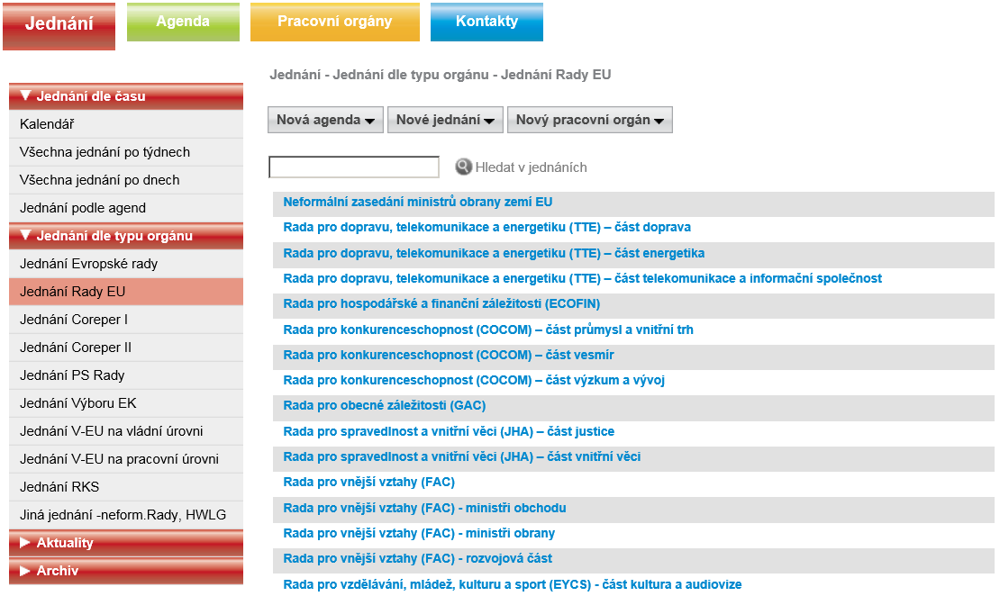 Jednání Agenda Pracovní orgány Kontakty
Jednání - Jednání dle typu orgánu - Jednání Rady EU
Jednání dle času
Kalendář
Všechna jednání po týdnech
Všechna jednání po dnech
Jednání podle agend
Jednání dle typu orgánu
Jednání Evropské rady
Jednání Rady EU
Jednání Coreper I
Jednání Coreper II
Jednání PS Rady
Jednání Výboru EK
Jednání V-EU na vládní úrovni
Jednání V-EU na pracovní úrovni
Jednání RKS
Jiná jednání -neform.Rady, HWLG
Aktuality
Archiv
Nová agenda Nové jednání Nový pracovní orgán
Hledat v jednáních
Neformální zasedání ministrů obrany zemí EU
Rada pro dopravu, telekomunikace a energetiku (TTE) – část doprava
Rada pro dopravu, telekomunikace a energetiku (TTE) – část energetika
Rada pro dopravu, telekomunikace a energetiku (TTE) – část telekomunikace a informační společnost
Rada pro hospodářské a finanční záležitosti (ECOFIN)
Rada pro konkurenceschopnost (COCOM) – část průmysl a vnitřní trh
Rada pro konkurenceschopnost (COCOM) – část vesmír
Rada pro konkurenceschopnost (COCOM) – část výzkum a vývoj
Rada pro obecné záležitosti (GAC)
Rada pro spravedlnost a vnitřní věci (JHA) – část justice
Rada pro spravedlnost a vnitřní věci (JHA) – část vnitřní věci
Rada pro vnější vztahy (FAC)
Rada pro vnější vztahy (FAC) - ministři obchodu
Rada pro vnější vztahy (FAC) - ministři obrany
Rada pro vnější vztahy (FAC) - rozvojová část
Rada pro vzdělávání, mládež, kulturu a sport (EYCS) - část kultura a audiovize